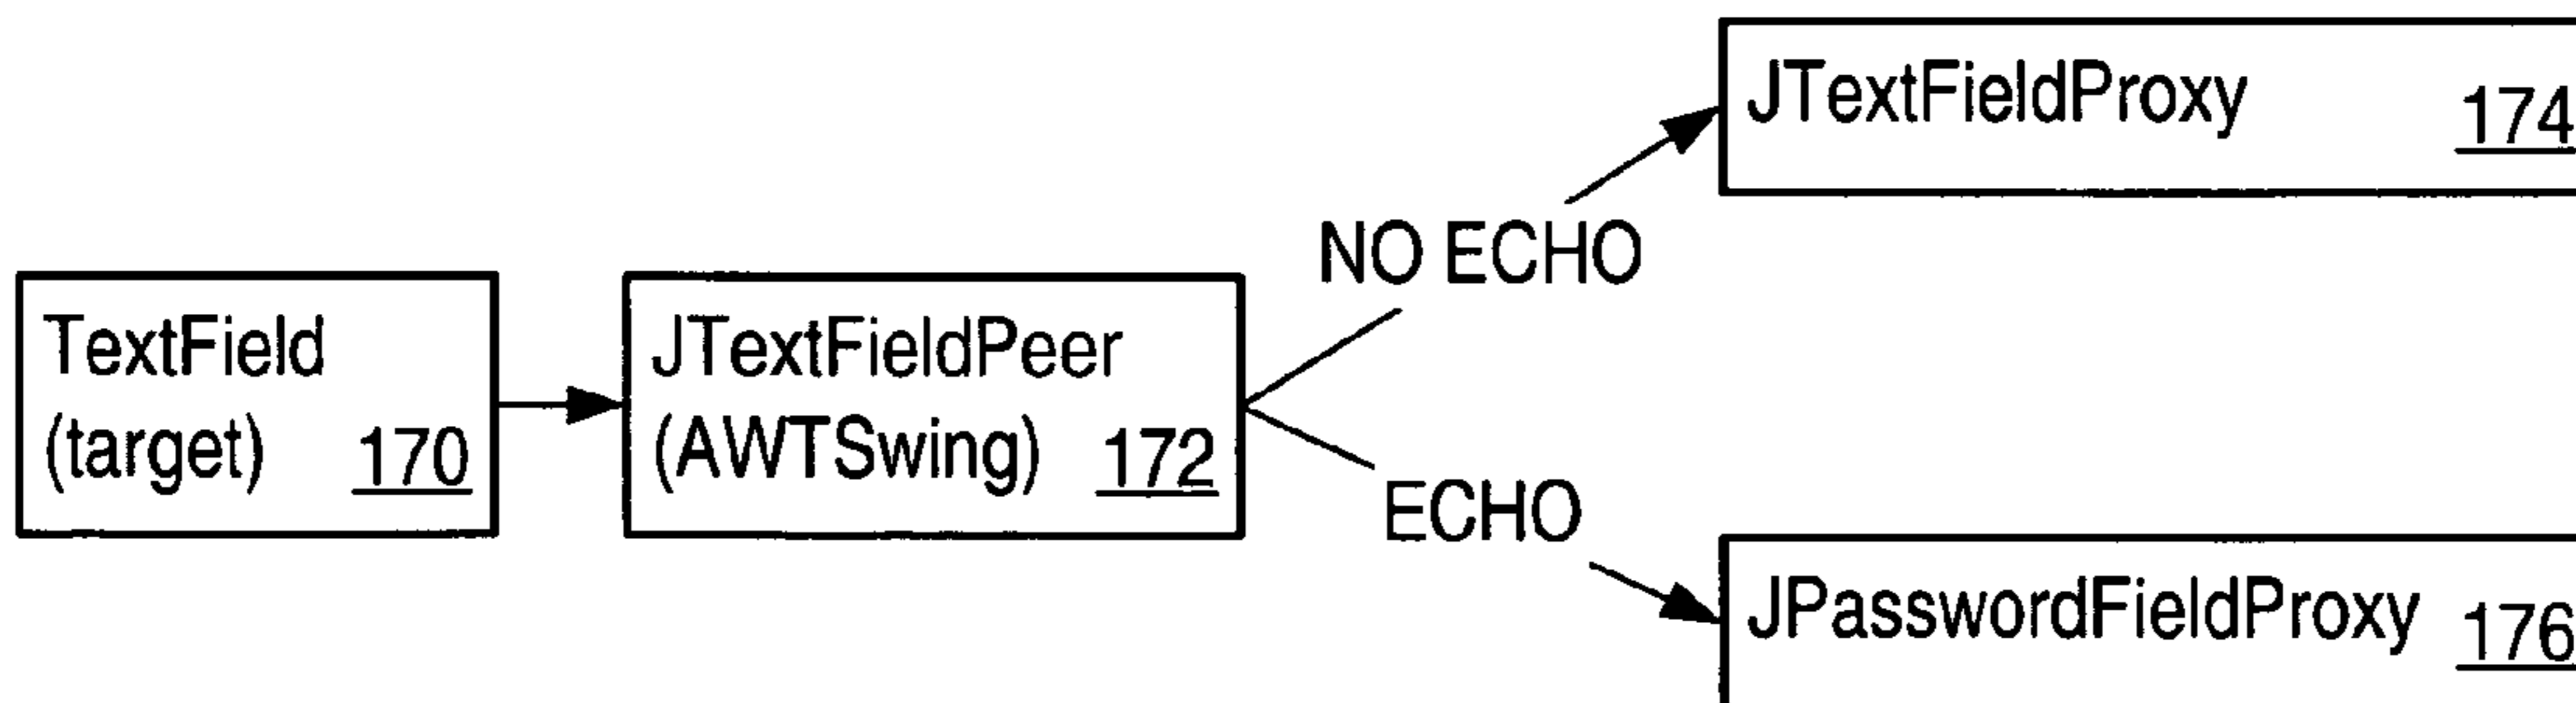 JTextFieldProxy 174
NO ECHO
TextField
(target) 170
JTextFieldPeer
(AWTSwing) 172
ECHO
JPasswordFieldProxy 176